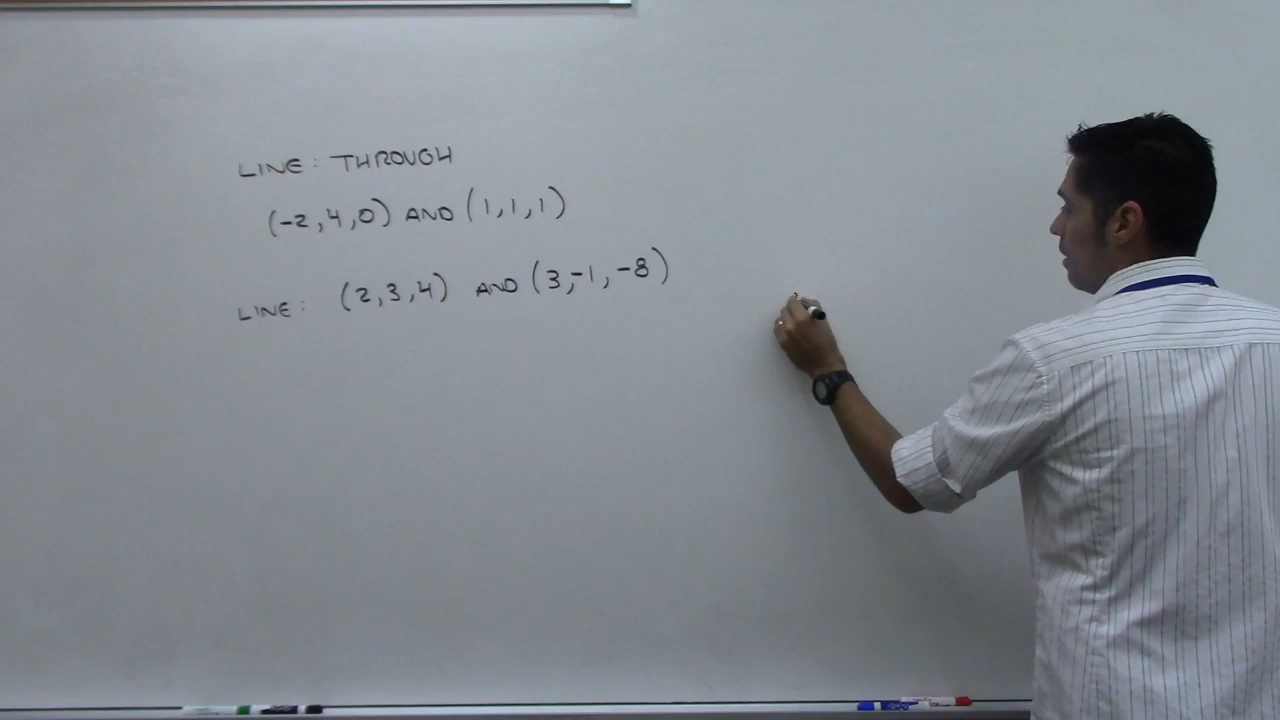 LINE: THROUGH
(-2,4,0) AND (1,1,1)
LINE: (2,3,4) AND (3,-1,-8)